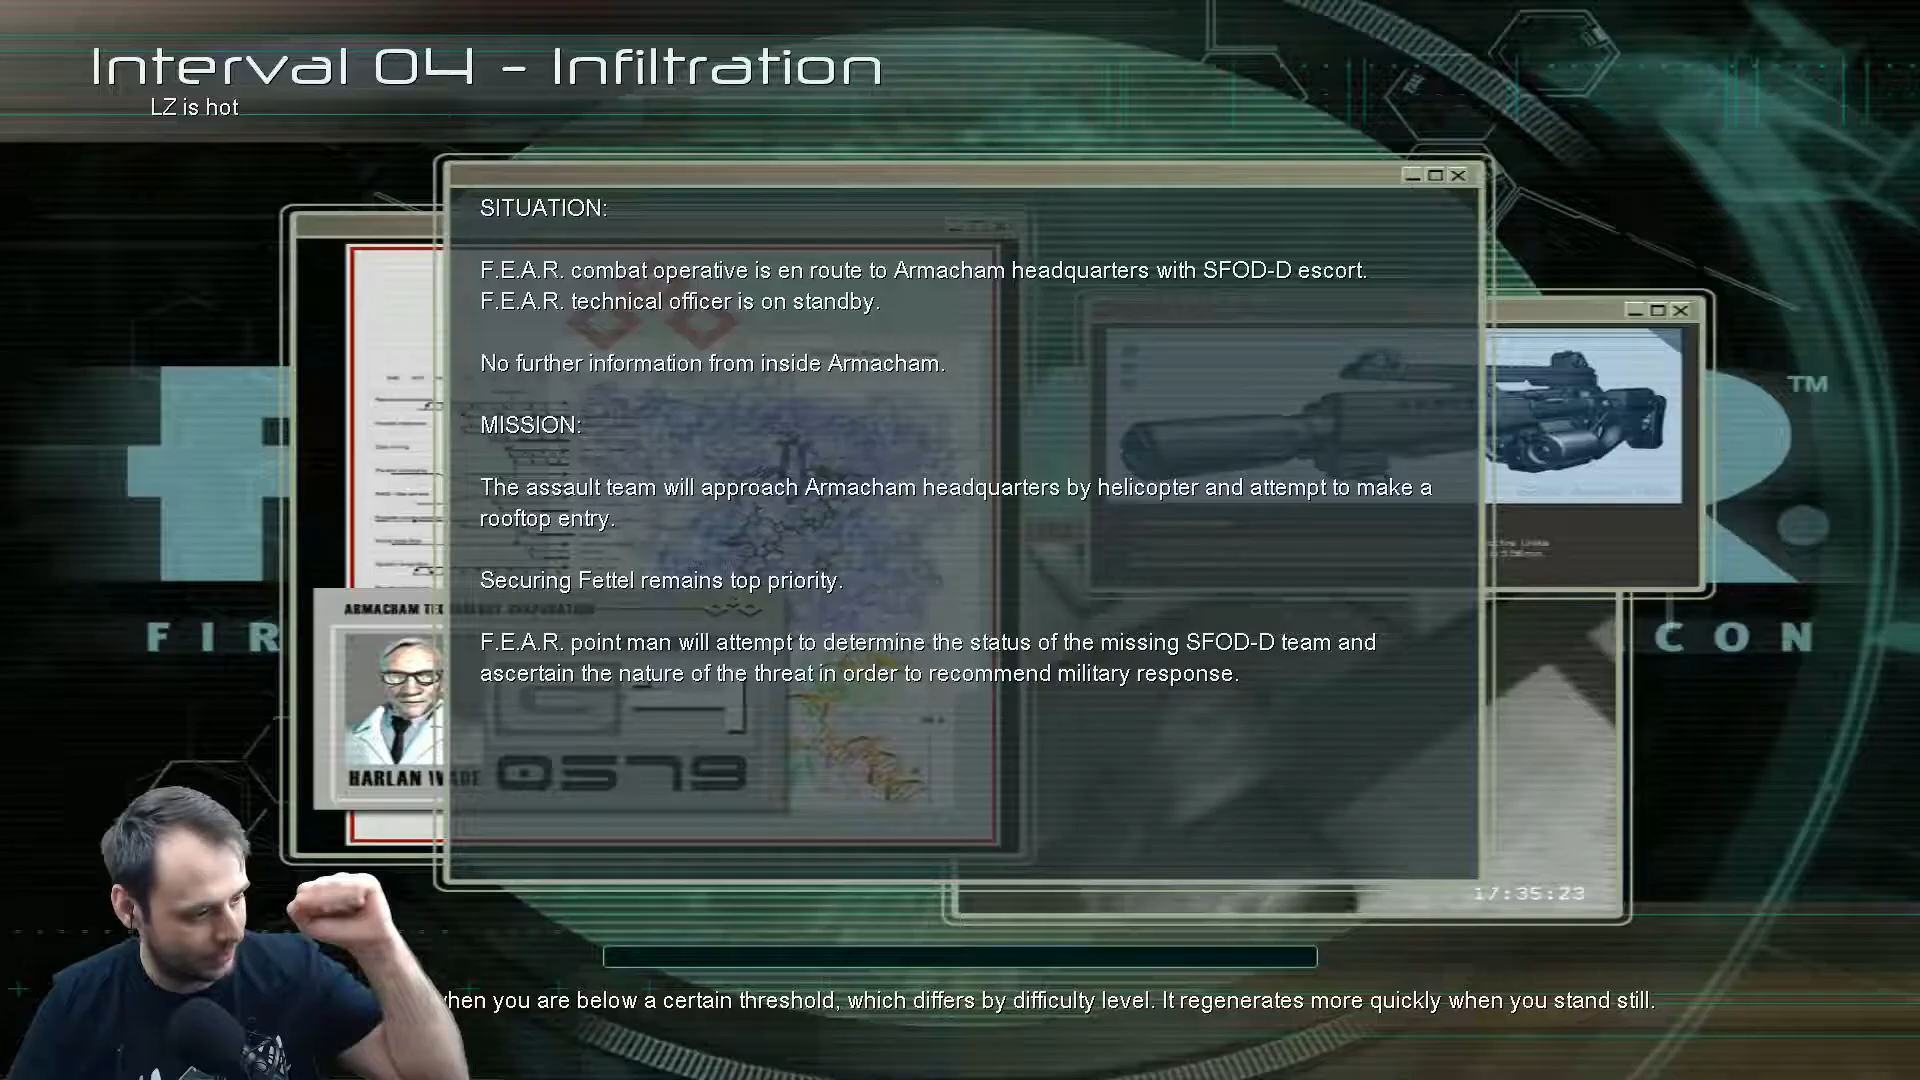 Interval 04 - Infiltration
LZ is hot
SITUATION:
F.E.A.R. combat operative is en route to Armacham headquarters with SFOD-D escort.
F.E.A.R. technical officer is on standby.
No further information from inside Armacham.
MISSION:
The assault team will approach Armacham headquarters by helicopter and attempt to make a
rooftop entry.
Securing Fettel remains top priority.
F.E.A.R. point man will attempt to determine the status of the missing SFOD-D team and
ascertain the nature of the threat in order to recommend military response.
TM
FIR
CON
HARLAN WADE
QS79
17:35:23
when you are below a certain threshold, which differs by difficulty level. It regenerates more quickly when you stand still.